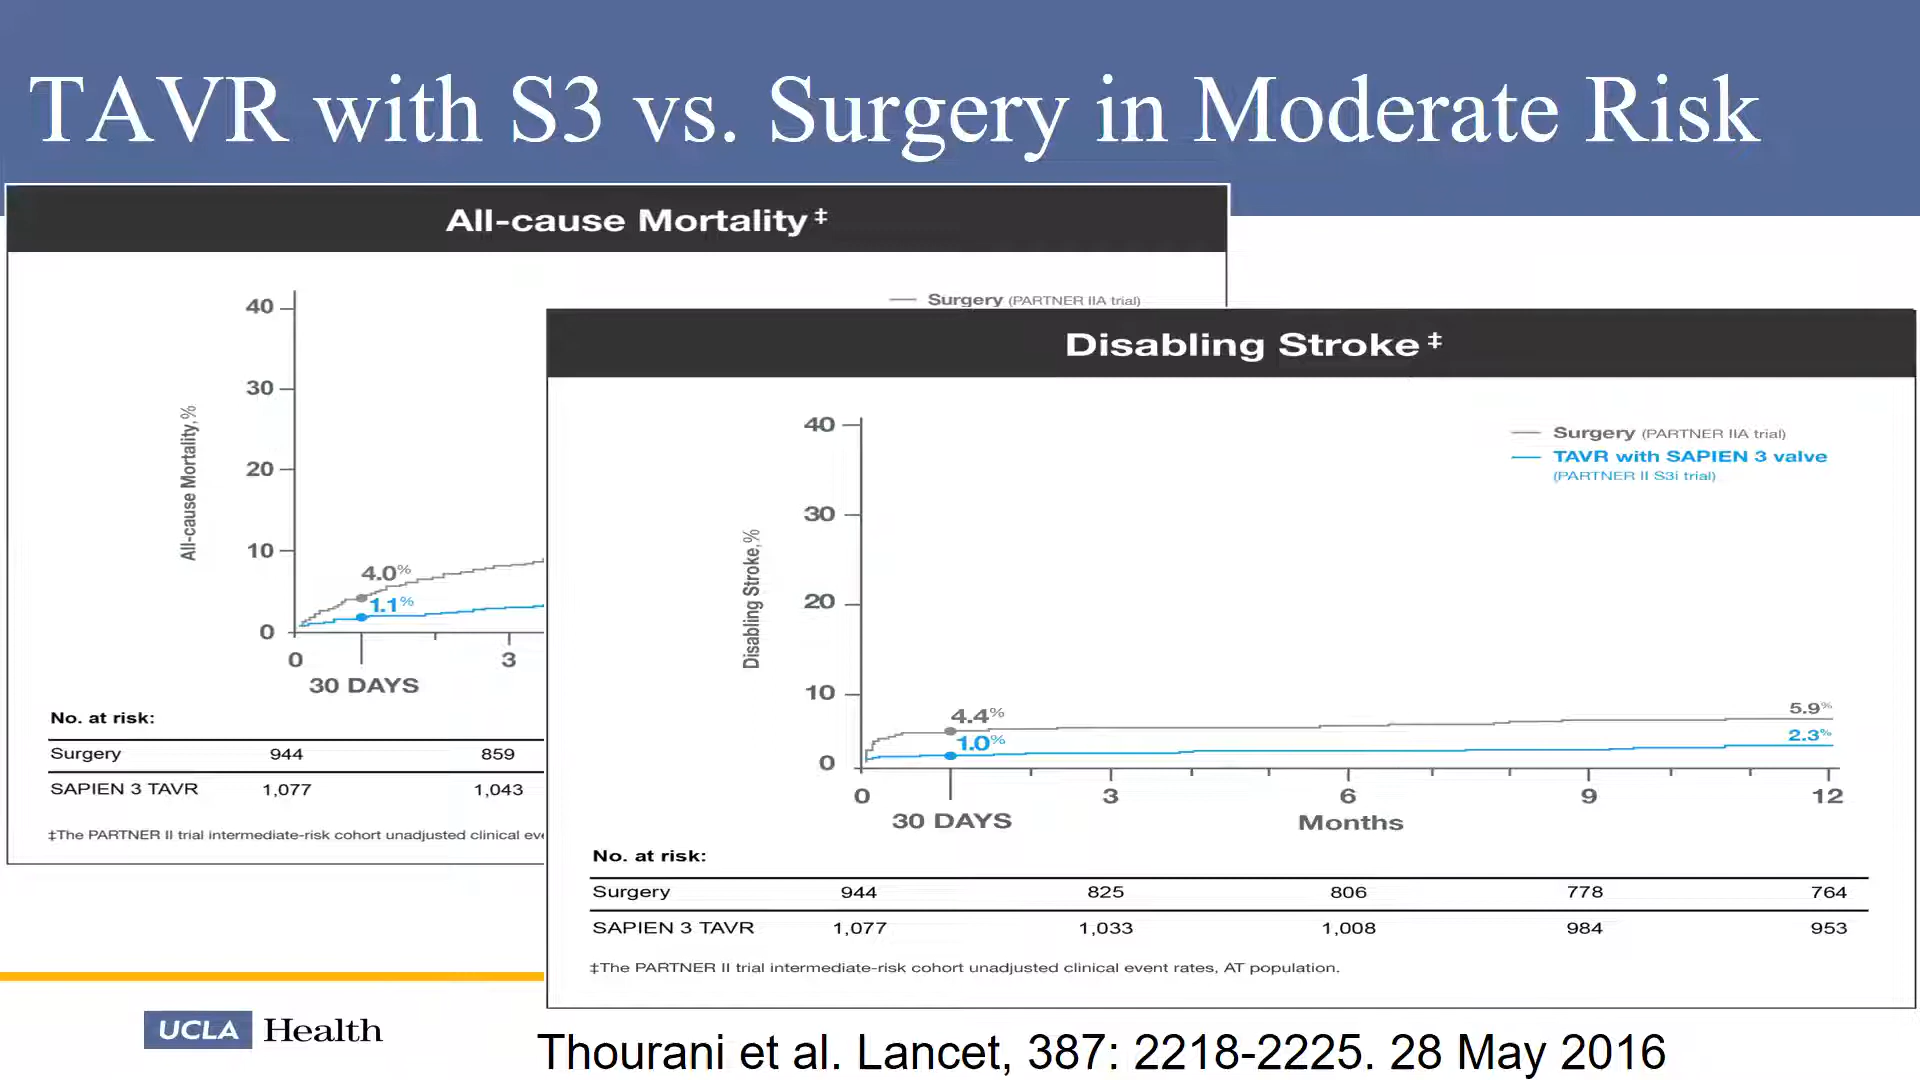 TAVR with S3 vs. Surgery in Moderate Risk
All-cause Mortality‡
Surgery (PARTNER IIA trial)
All-cause Mortality,%
40
30
20
10
0
4.0%
1.1%
0
3
30 DAYS
No. at risk:
Surgery 944 859
SAPIEN 3 TAVR 1,077 1,043
‡The PARTNER II trial intermediate-risk cohort unadjusted clinical
Disabling Stroke‡
Surgery (PARTNER IIA trial)
TAVR with SAPIEN 3 valve
(PARTNER II S3i trial)
Disabling Stroke,%
40
30
20
10
0
4.4%
1.0%
5.9%
2.3%
0 3 6 9 12
30 DAYS Months
No. at risk:
Surgery 944 825 806 778 764
SAPIEN 3 TAVR 1,077 1,033 1,008 984 953
‡The PARTNER II trial intermediate-risk cohort unadjusted clinical event rates, AT population.
UCLA Health
Thourani et al. Lancet, 387: 2218-2225. 28 May 2016